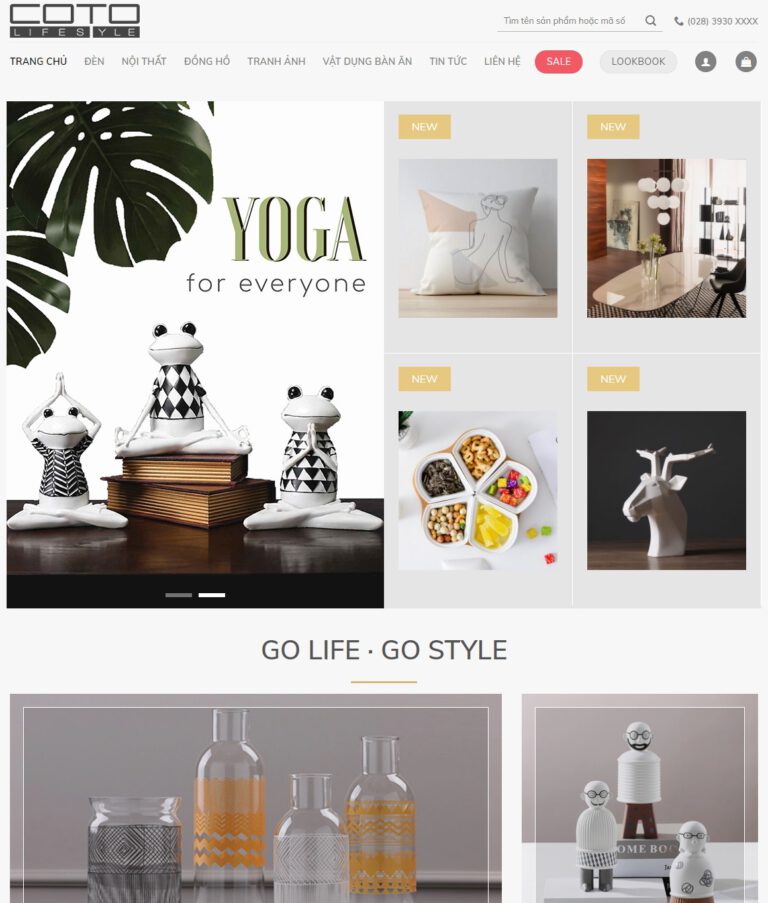 COTO
LIFESTYLE
Tìm tên sản phẩm hoặc mã số
(028) 3930 XXXX
TRANG CHỦ
ĐÈN
NỘI THẤT
ĐỒNG HỒ
TRANH ẢNH
VẬT DỤNG BÀN ĂN
TIN TỨC
LIÊN HỆ
SALE
LOOKBOOK
YOGA
for everyone
NEW
NEW
NEW
NEW
GO LIFE · GO STYLE